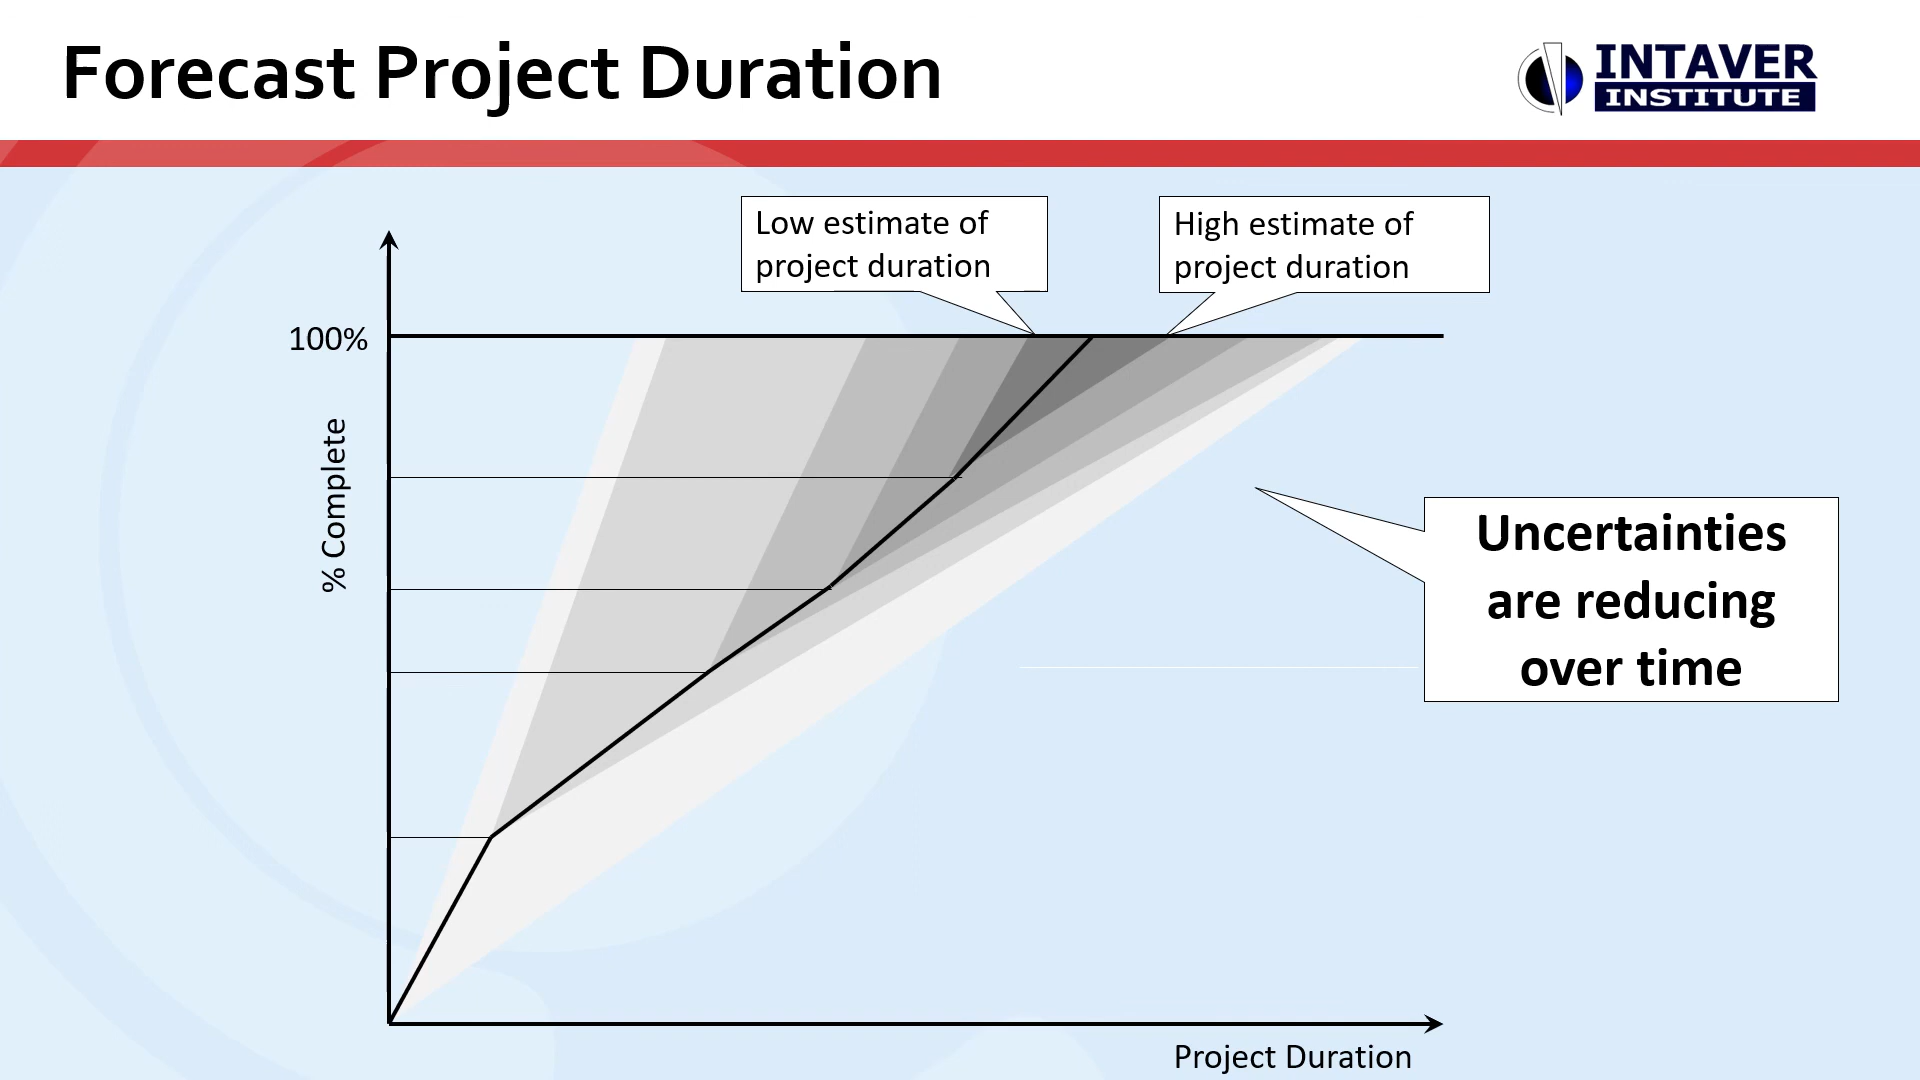 Forecast Project Duration
INTAVER
INSTITUTE
Low estimate of
project duration
High estimate of
project duration
100%
% Complete
Uncertainties
are reducing
over time
Project Duration